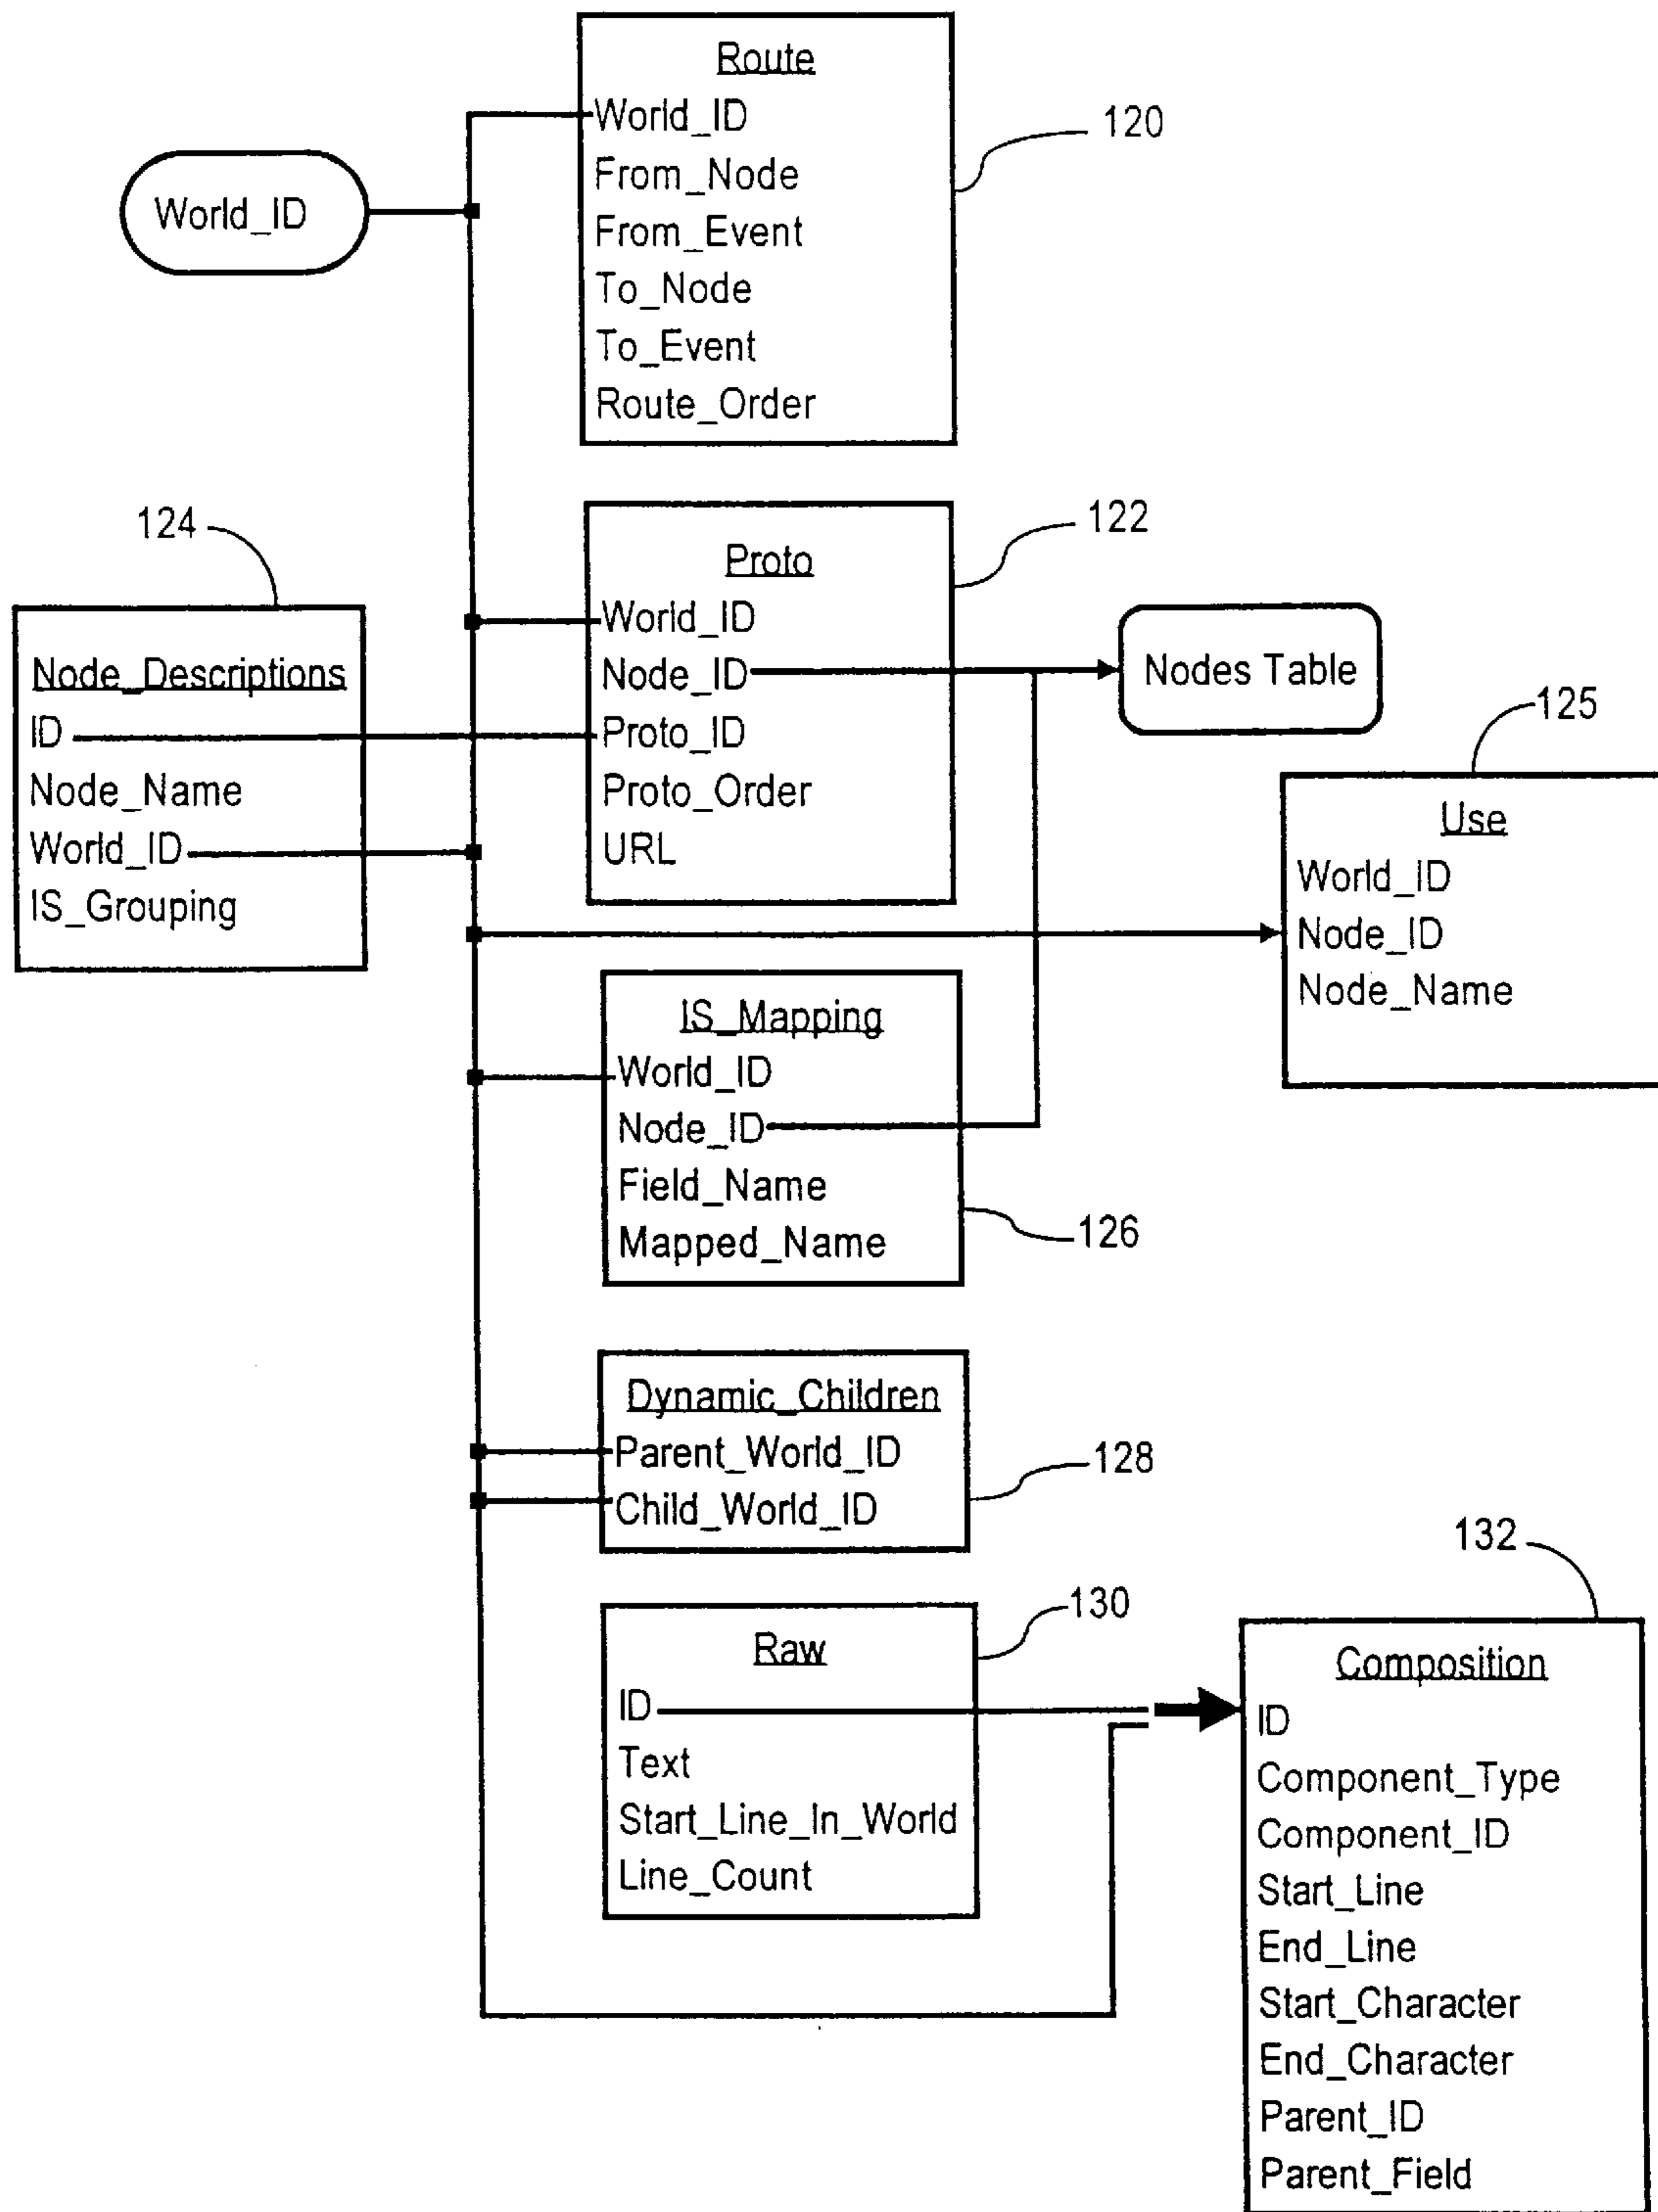 Route
World_ID
From_Node
From_Event
To_Node
To_Event
Route_Order
120
World_ID
124
Node_Descriptions
ID
Node_Name
World_ID
IS_Grouping
Proto
World_ID
Node_ID
Proto_ID
Proto_Order
URL
122
Nodes Table
125
Use
World_ID
Node_ID
Node_Name
IS_Mapping
World_ID
Node_ID
Field_Name
Mapped_Name
126
Dynamic_Children
Parent_World_ID
Child_World_ID
128
Raw
ID
Text
Start_Line_In_World
Line_Count
130
132
Composition
ID
Component_Type
Component_ID
Start_Line
End_Line
Start_Character
End_Character
Parent_ID
Parent_Field